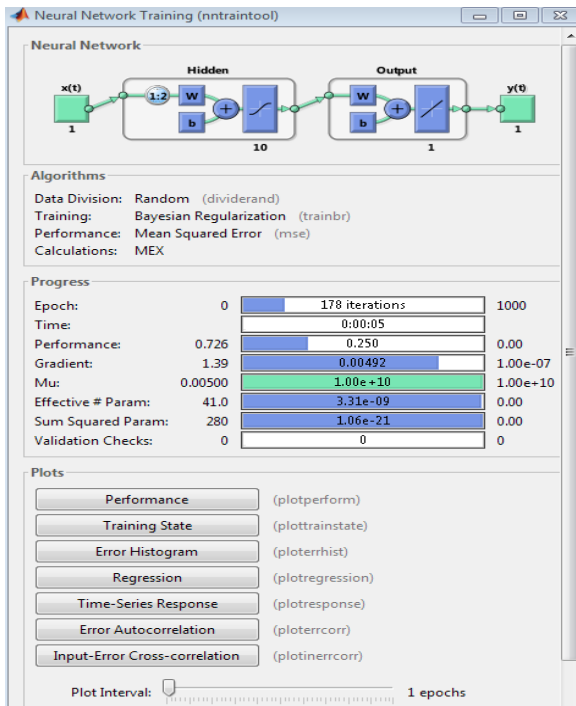 Neural Network Training (nntraintool)
Neural Network
Hidden Output
x(t) 1:2 W b + 10 W b + 1 y(t)
1 1
Algorithms
Data Division: Random (dividerand)
Training: Bayesian Regularization (trainbr)
Performance: Mean Squared Error (mse)
Calculations: MEX
Progress
Epoch: 0 178 iterations 1000
Time: 0:00:05
Performance: 0.726 0.250 0.00
Gradient: 1.39 0.00492 1.00e-07
Mu: 0.00500 1.00e+10 1.00e+10
Effective # Param: 41.0 3.31e-09 0.00
Sum Squared Param: 280 1.06e-21 0.00
Validation Checks: 0 0 0
Plots
Performance (plotperform)
Training State (plottrainstate)
Error Histogram (ploterrhist)
Regression (plotregression)
Time-Series Response (plotresponse)
Error Autocorrelation (ploterrcorr)
Input-Error Cross-correlation (plotinerrcorr)
Plot Interval: 1 epochs